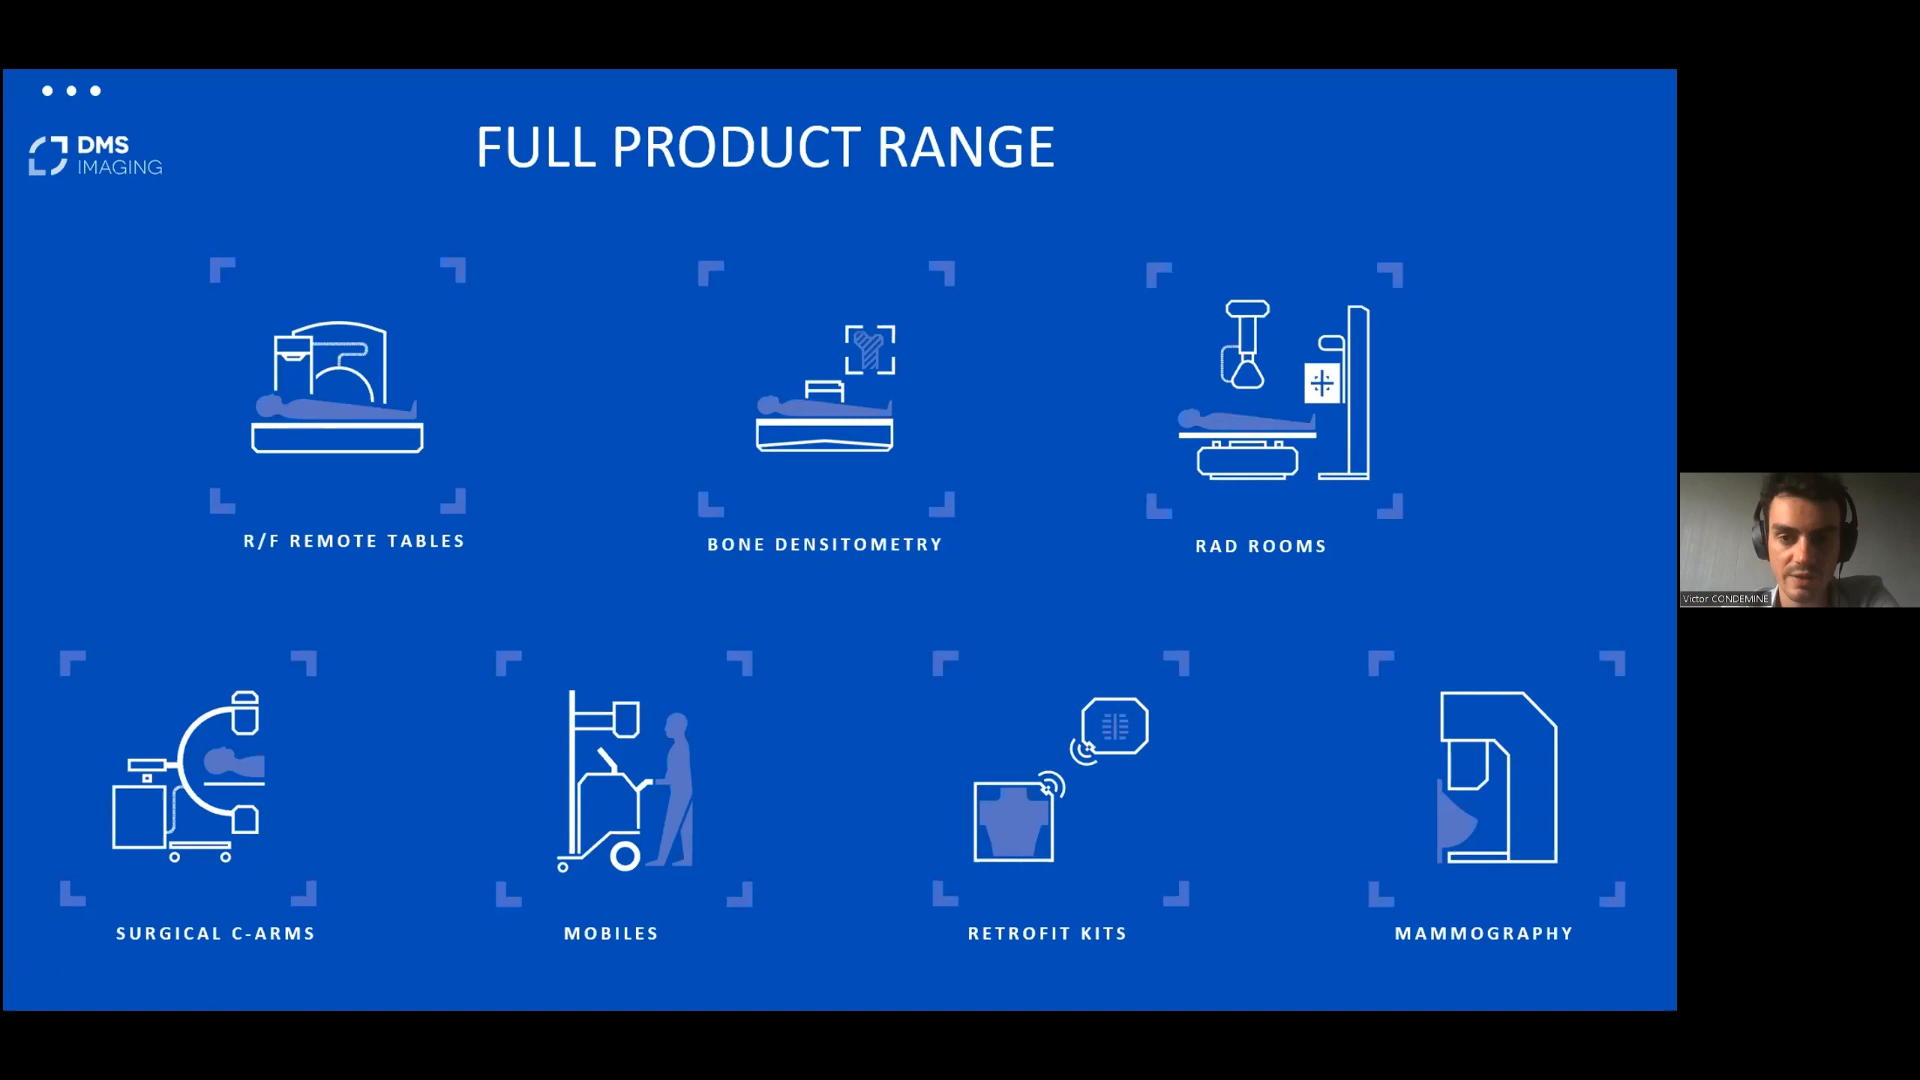 DMS
IMAGING
FULL PRODUCT RANGE
R/F REMOTE TABLES
BONE DENSITOMETRY
RAD ROOMS
Victor CONDEMINE
SURGICAL C-ARMS
MOBILES
RETROFIT KITS
MAMMOGRAPHY